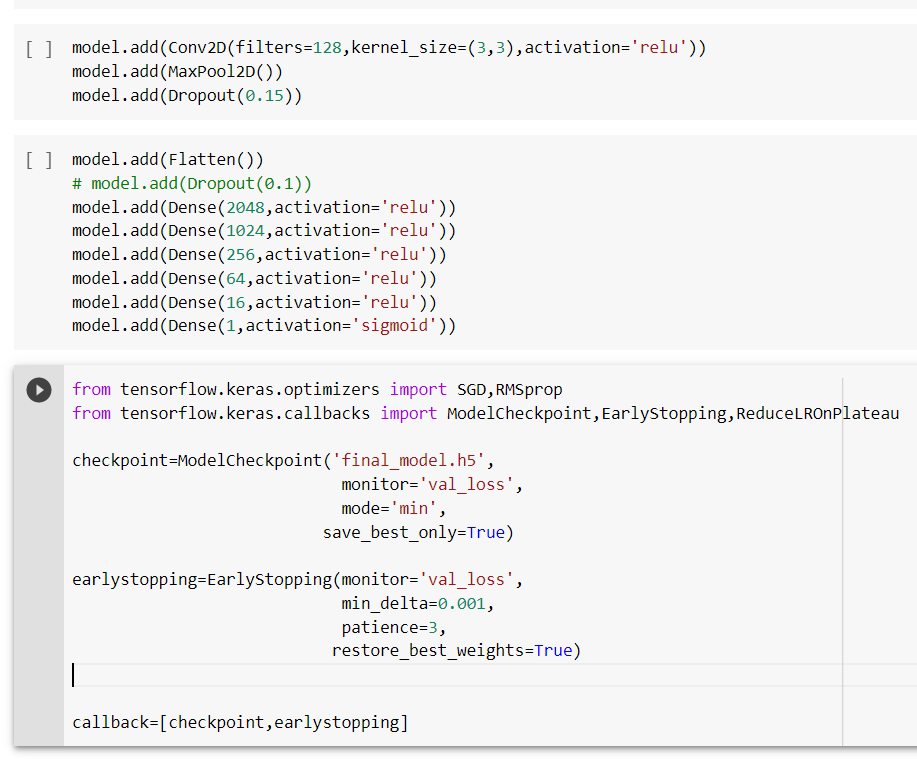 [ ] model.add(Conv2D(filters=128,kernel_size=(3,3),activation='relu'))
model.add(MaxPool2D())
model.add(Dropout(0.15))
[ ] model.add(Flatten())
# model.add(Dropout(0.1))
model.add(Dense(2048,activation='relu'))
model.add(Dense(1024,activation='relu'))
model.add(Dense(256,activation='relu'))
model.add(Dense(64,activation='relu'))
model.add(Dense(16,activation='relu'))
model.add(Dense(1,activation='sigmoid'))
from tensorflow.keras.optimizers import SGD,RMSprop
from tensorflow.keras.callbacks import ModelCheckpoint,EarlyStopping,ReduceLROnPlateau
checkpoint=ModelCheckpoint('final_model.h5',
monitor='val_loss',
mode='min',
save_best_only=True)
earlystopping=EarlyStopping(monitor='val_loss',
min_delta=0.001,
patience=3,
restore_best_weights=True)
callback=[checkpoint,earlystopping]